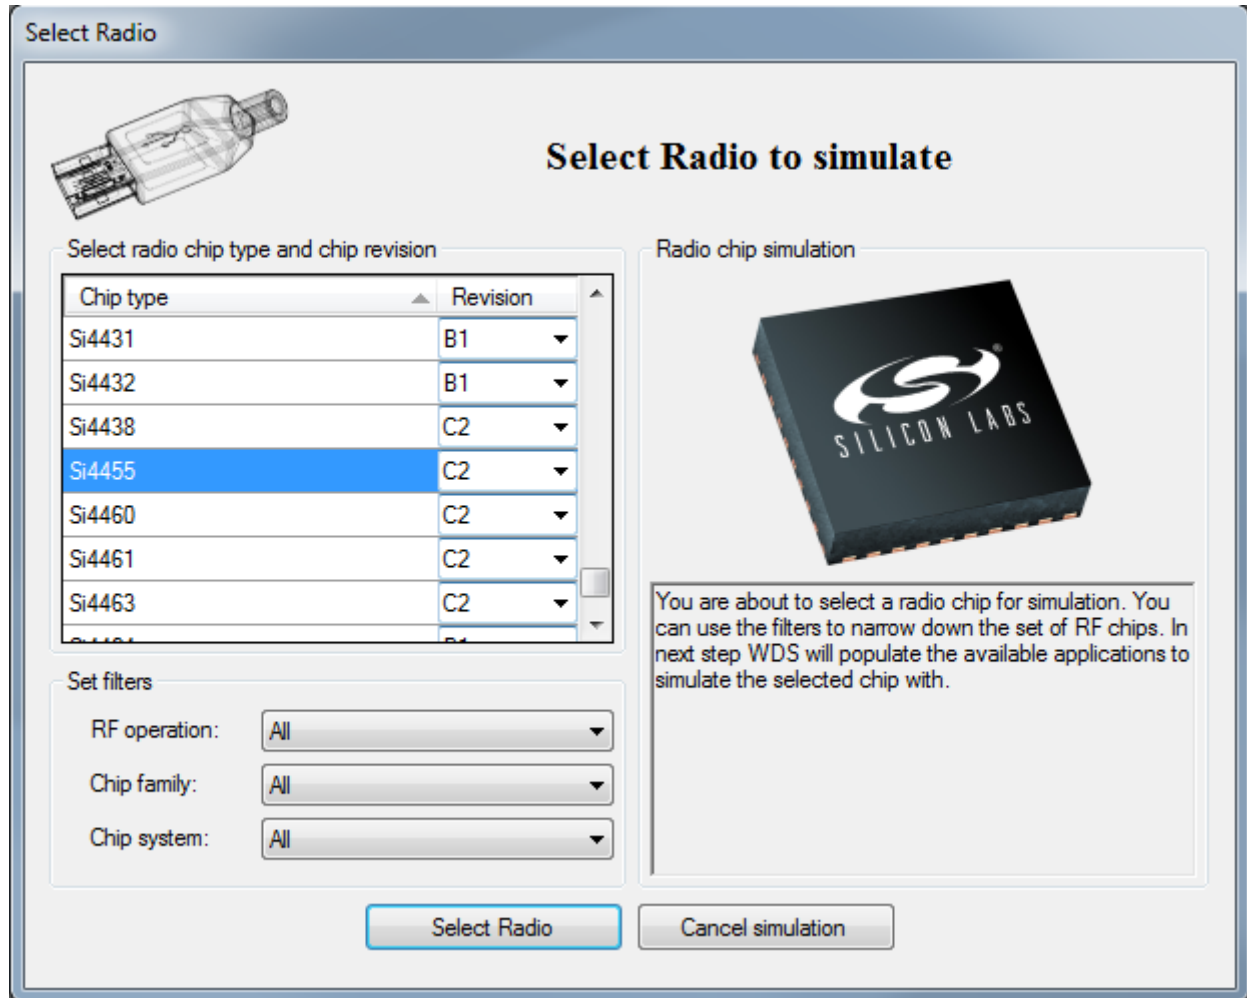 Select Radio
Select Radio to simulate
Select radio chip type and chip revision
Chip type Revision
Si4431 B1
Si4432 B1
Si4438 C2
Si4455 C2
Si4460 C2
Si4461 C2
Si4463 C2
Set filters
RF operation: All
Chip family: All
Chip system: All
Radio chip simulation
SILICON LABS
You are about to select a radio chip for simulation. You
can use the filters to narrow down the set of RF chips. In
next step WDS will populate the available applications to
simulate the selected chip with.
Select Radio
Cancel simulation